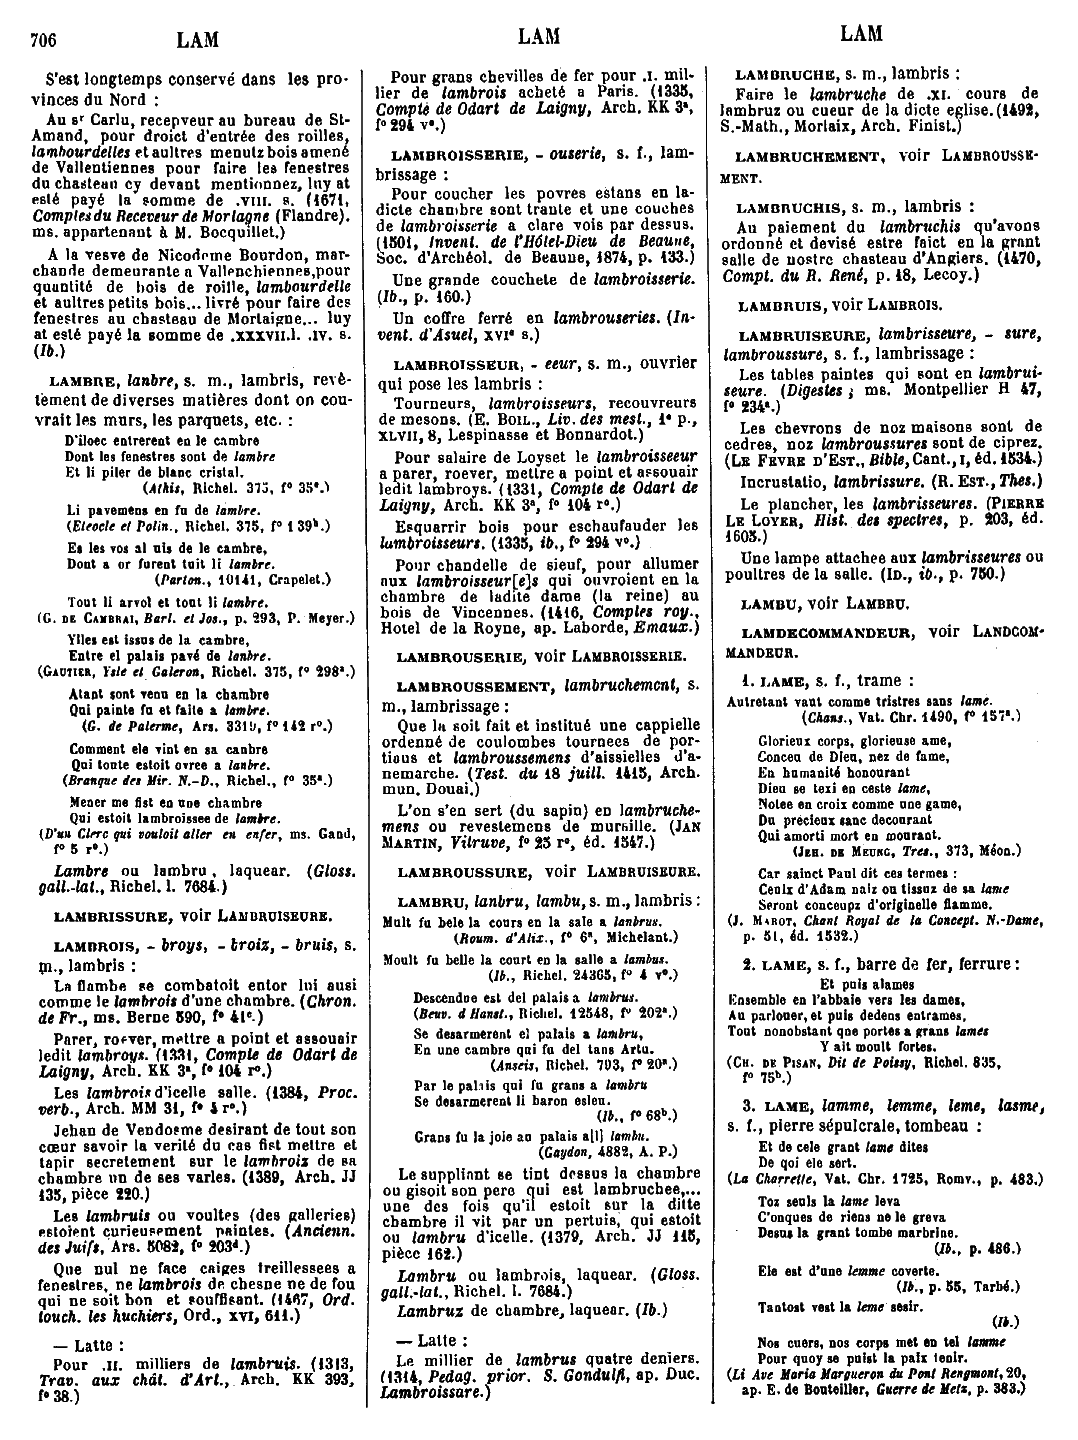 706
LAM
LAM
LAM
S'est longtemps conservé dans les pro-
vinces du Nord :
Au sʳ Carlu, recepveur au bureau de St-
Amand, pour droict d'entrée des roilles,
lambourdelles et aultres menutz bois amené
de Vallentiennes pour faire les fenestres
du chasteau cy devant mentionnez, luy at
esté payé la somme de .VIII. s. (1671,
Comptes du Receveur de Mortagne (Flandre).
ms. appartenant à M. Bocquillet.)
A la vesve de Nicodeme Bourdon, mar-
chande demeurante a Vallenchiennes,pour
quantité de bois de roille, lambourdelle
et aultres petits bois... livré pour faire des
fenestres au chasteau de Mortaigne... luy
at esté payé la somme de .XXXVII.l. .IV. s.
(Ib.)
LAMBRE, lanbre, s. m., lambris, revê-
tement de diverses matières dont on cou-
vrait les murs, les parquets, etc. :
D'iloec entrerent en le cambre
Dont les fenestres sont de lambre
Et li piler de blanc cristal.
(Athis, Richel. 375, f° 35ᵉ.)
Li pavemens en fu de lambre.
(Eteocle et Polin., Richel. 375, f° 139ᵇ.)
Es les vos al uis de le cambre,
Dont a or furent tuit li lambre.
(Parton., 10141, Crapelet.)
Tout li arvol et tout li lambre.
(G. DE CAMBRAI, Barl. et Jos., p. 293, P. Meyer.)
Ylles est issus de la cambre,
Entre el palais pavé de lanbre.
(GAUTIER, Ysle et Galeron, Richel. 375, f° 298ᵃ.)
Atant sont venu en la chambre
Qui painte fu et faite a lambre.
(G. de Palerme, Ars. 3319, f° 142 r°.)
Comment ele vint en sa canbre
Qui toute estoit ovree a lanbre.
(Branque des Mir. N.-D., Richel., f° 35ᵃ.)
Mener me fist en une chambre
Qui estoit lambroissee de lambre.
(D'un Clerc qui vouloit aller en enfer, ms. Gand,
f° 5 r°.)
Lambre ou lambru, laquear. (Gloss.
gall.-lat., Richel. l. 7684.)
LAMBRISSURE, voir LAMBRUISEURE.
LAMBROIS, - broys, - broiz, - bruis, s.
m., lambris :
La flambe se combatoit entor lui ausi
comme le lambrois d'une chambre. (Chron.
de Fr., ms. Berne 590, f° 41ᶜ.)
Parer, roever, mettre a point et assouair
ledit lambroys. (1331, Compte de Odart de
Laigny, Arch. KK 3ᵃ, f° 104 r°.)
Les lambrois d'icelle salle. (1384, Proc.
verb., Arch. MM 31, f° 4 r°.)
Jehan de Vendosme desirant de tout son
cœur savoir la verité du cas fist mettre et
tapir secretement sur le lambroiz de sa
chambre un de ses varles. (1389, Arch. JJ
135, pièce 220.)
Les lambruis ou voultes (des galleries)
estoient curieusement paintes. (Ancienn.
des Juifs, Ars. 5082, f° 203ᵈ.)
Que nul ne face caiges treillessees a
fenestres, ne lambrois de chesne ne de fou
qui ne soit bon et souffisant. (1467, Ord.
touch. les huchiers, Ord., XVI, 611.)
— Latte :
Pour .II. milliers de lambruis. (1313,
Trav. aux chât. d'Art., Arch. KK 393,
f° 38.)
Pour grans chevilles de fer pour .I. mil-
lier de lambrois acheté a Paris. (1335,
Compte de Odart de Laigny, Arch. KK 3ᵃ,
f° 294 v°.)
LAMBROISSERIE, - ouserie, s. f., lam-
brissage :
Pour coucher les povres estans en la-
dicte chambre sont trante et une couches
de lambroisserie a clare vois par dessus.
(1501, Invent. de l'Hôtel-Dieu de Beaune,
Soc. d'Archéol. de Beaune, 1874, p. 133.)
Une grande couchete de lambroisserie.
(Ib., p. 160.)
Un coffre ferré en lambrouseries. (In-
vent. d'Asuel, XVIᵉ s.)
LAMBROISSEUR, - eeur, s. m., ouvrier
qui pose les lambris :
Tourneurs, lambroisseurs, recouvreurs
de mesons. (E. BOIL., Liv. des mest., 1ᵉ p.,
XLVII, 8, Lespinasse et Bonnardot.)
Pour salaire de Loyset le lambroisseeur
a parer, roever, mettre a point et assouair
ledit lambroys. (1331, Compte de Odart de
Laigny, Arch. KK 3ᵃ, f° 104 r°.)
Esquarrir bois pour eschaufauder les
lambroisseurs. (1335, ib., f° 294 v°.)
Pour chandelle de sieuf, pour allumer
aux lambroisseur[e]s qui ouvroient en la
chambre de ladite dame (la reine) au
bois de Vincennes. (1416, Comptes roy.,
Hotel de la Royne, ap. Laborde, Emaux.)
LAMBROUSERIE, voir LAMBROISSERIE.
LAMBROUSSEMENT, lambruchement, s.
m., lambrissage :
Que la soit fait et institué une cappielle
ordenné de coulombes tournees de por-
tious et lambroussemens d'aissielles d'a-
nemarche. (Test. du 18 juill. 1415, Arch.
mun. Douai.)
L'on s'en sert (du sapin) en lambruche-
mens ou revestemens de muraille. (JAN
MARTIN, Vitruve, f° 25 r°, éd. 1547.)
LAMBROUSSURE, voir LAMBRUISEURE.
LAMBRU, lanbru, lambu, s. m., lambris :
Mult fu bele la cours en la sale a lanbrus.
(Roum. d'Alix., f° 6ᵃ, Michelant.)
Moult fu belle la court en la salle a lambus.
(Ib., Richel. 24365, f° 4 v°.)
Descendue est del palais a lambrus.
(Beuv. d Hanst., Richel. 12548, f° 202ᵃ.)
Se desarmerent el palais a lambru,
En une cambre qui fu del tans Artu.
(Anseis, Richel. 793, f° 20ᵃ.)
Par le palais qui fu grans a lambru
Se desarmerent li baron esleu.
(Ib., f° 68ᵇ.)
Grans fu la joie au palais a[l] lambu.
(Gaydon, 4882, A. P.)
Le suppliant se tint dessus la chambre
ou gisoit son pere qui est lambruchee,...
une des fois qu'il estoit sur la ditte
chambre il vit par un pertuis, qui estoit
ou lambru d'icelle. (1379, Arch. JJ 115,
pièce 162.)
Lambru ou lambrois, laquear. (Gloss.
gall.-lat., Richel. l. 7684.)
Lambruz de chambre, laquear. (Ib.)
— Latte :
Le millier de lambrus quatre deniers.
(1314, Pedag. prior. S. Gondulfi, ap. Duc.
Lambroissare.)
LAMBRUCHE, s. m., lambris :
Faire le lambruche de .XI. cours de
lambruz ou cueur de la dicte eglise.(1492,
S.-Math., Morlaix, Arch. Finist.)
LAMBRUCHEMENT, voir LAMBROUSSE-
MENT.
LAMBRUCHIS, s. m., lambris :
Au paiement du lambruchis qu'avons
ordonné et devisé estre faict en la grant
salle de nostre chasteau d'Angiers. (1470,
Compt. du R. René, p. 18, Lecoy.)
LAMBRUIS, voir LAMBROIS.
LAMBRUISEURE, lambrisseure, - sure,
lambroussure, s. f., lambrissage :
Les tables paintes qui sont en lambrui-
seure. (Digestes, ms. Montpellier H 47,
f° 234ᵃ.)
Les chevrons de noz maisons sont de
cedres, noz lambroussures sont de ciprez.
(LE FEVRE D'EST., Bible, Cant., I, éd. 1534.)
Incrustatio, lambrissure. (R. EST., Thes.)
Le plancher, les lambrisseures. (PIERRE
LE LOYER, Hist. des spectres, p. 203, éd.
1605.)
Une lampe attachee aux lambrisseures ou
poultres de la salle. (ID., ib., p. 750.)
LAMBU, voir LAMBRU.
LAMDECOMMANDEUR, voir LANDCOM-
MANDEUR.
1. LAME, s. f., trame :
Autretant vaut comme tristres sans lame.
(Chans., Vat. Chr. 1490, f° 157ᵃ.)
Glorieux corps, glorieuse ame,
Conceu de Dieu, nez de fame,
En humanité honourant
Dieu se texi en ceste lame,
Notee en croix comme une game,
Du precieux sanc decourant
Qui amorti mort en mourant.
(JEH. DE MEUNG, Tres., 373, Méon.)
Car sainct Paul dit ces termes :
Ceulx d'Adam naiz ou tissuz de sa lame
Seront conceupz d'originelle flamme.
(J. MAROT, Chant Royal de la Concept. N.-Dame,
p. 51, éd. 1532.)
2. LAME, s. f., barre de fer, ferrure :
Et puis alames
Ensemble en l'abbaie vers les dames,
Au parlouer, et puis dedens entrames,
Tout nonobstant que portes a grans lames
Y ait moult fortes.
(CH. DE PISAN, Dit de Poissy, Richel. 835,
f° 75ᵇ.)
3. LAME, lamme, lemme, leme, lasme,
s. f., pierre sépulcrale, tombeau :
Et de cele grant lame dites
De qoi ele sert.
(La Charrette, Vat. Chr. 1725, Romv., p. 483.)
Toz seuls la lame leva
C'onques de riens ne le greva
Desus la grant tombe marbrine.
(Ib., p. 486.)
Ele est d'une lemme coverte.
(Ib., p. 55, Tarbé.)
Tantost vest la leme sesir.
(Ib.)
Nos cuers, nos corps met en tel lamme
Pour quoy se puist la paix tenir.
(Li Ave Maria Margueron du Pont Rengmont, 20,
ap. E. de Bouteiller, Guerre de Metz, p. 383.)